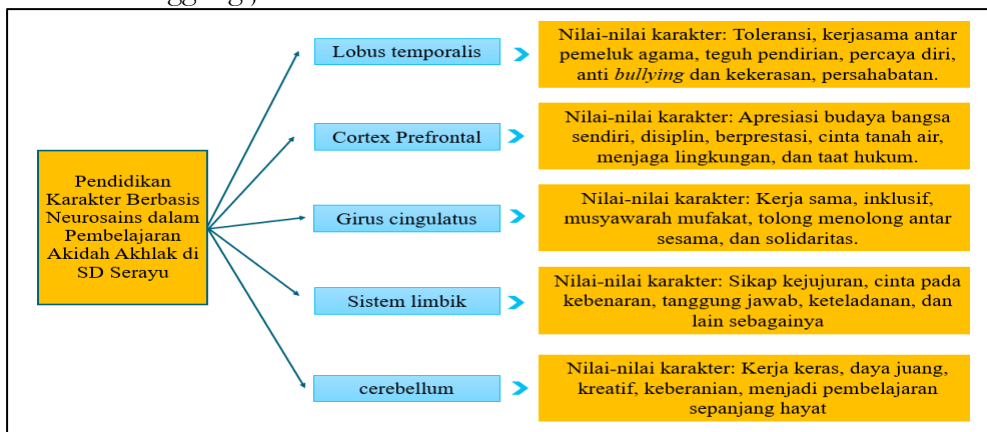 Pendidikan
Karakter Berbasis
Neurosains dalam
Pembelajaran
Akidah Akhlak di
SD Serayu
Lobus temporalis
Nilai-nilai karakter: Toleransi, kerjasama antar
pemeluk agama, teguh pendirian, percaya diri,
anti bullying dan kekerasan, persahabatan.
Cortex Prefrontal
Nilai-nilai karakter: Apresiasi budaya bangsa
sendiri, disiplin, berprestasi, cinta tanah air,
menjaga lingkungan, dan taat hukum.
Girus cingulatus
Nilai-nilai karakter: Kerja sama, inklusif,
musyawarah mufakat, tolong menolong antar
sesama, dan solidaritas.
Sistem limbik
Nilai-nilai karakter: Sikap kejujuran, cinta pada
kebenaran, tanggung jawab, keteladanan, dan
lain sebagainya
cerebellum
Nilai-nilai karakter: Kerja keras, daya juang,
kreatif, keberanian, menjadi pembelajaran
sepanjang hayat